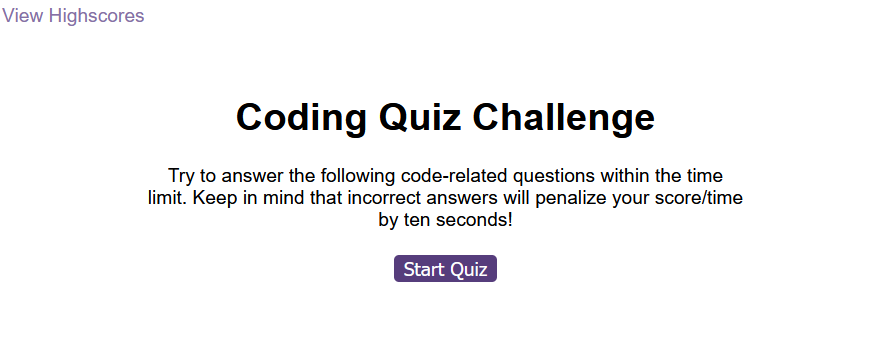 View Highscores
Coding Quiz Challenge
Try to answer the following code-related questions within the time
limit. Keep in mind that incorrect answers will penalize your score/time
by ten seconds!
Start Quiz